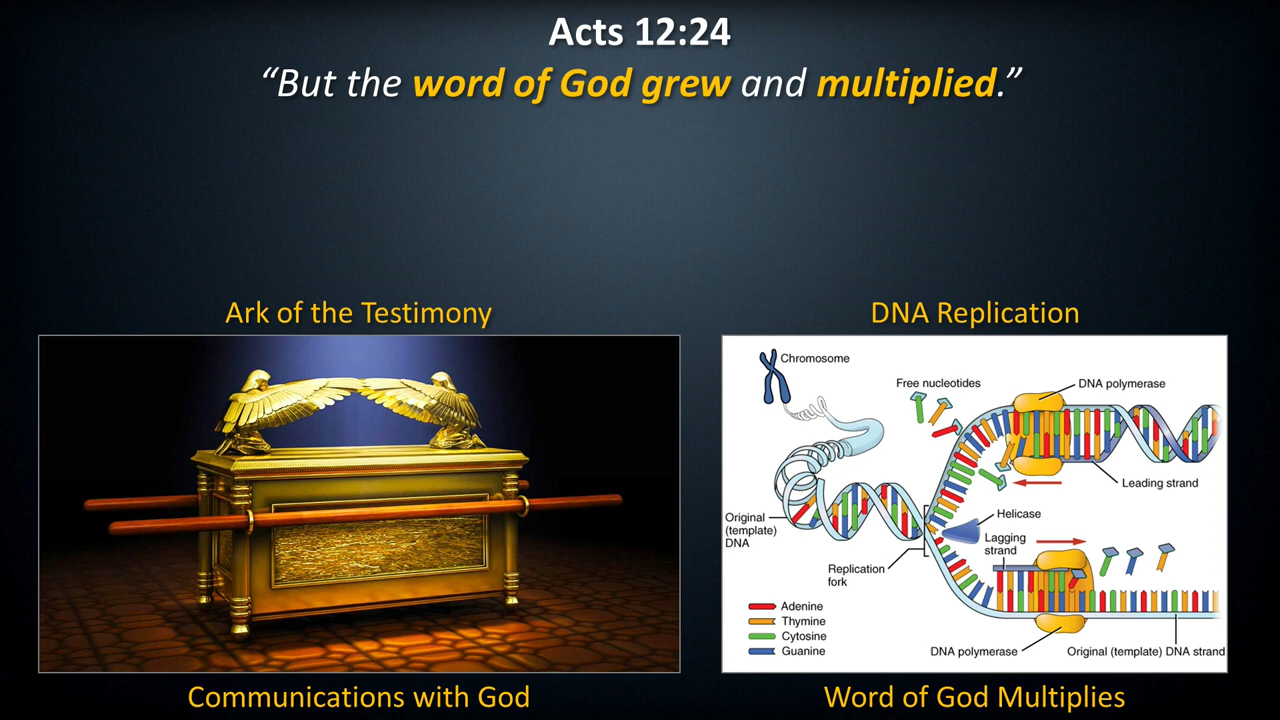 Acts 12:24
“But the word of God grew and multiplied.”
Ark of the Testimony
Communications with God
DNA Replication
Chromosome
Free nucleotides
DNA polymerase
Leading strand
Helicase
Lagging
strand
Original
(template)
DNA
Replication
fork
Adenine
Thymine
Cytosine
Guanine
DNA polymerase
Original (template) DNA strand
Word of God Multiplies